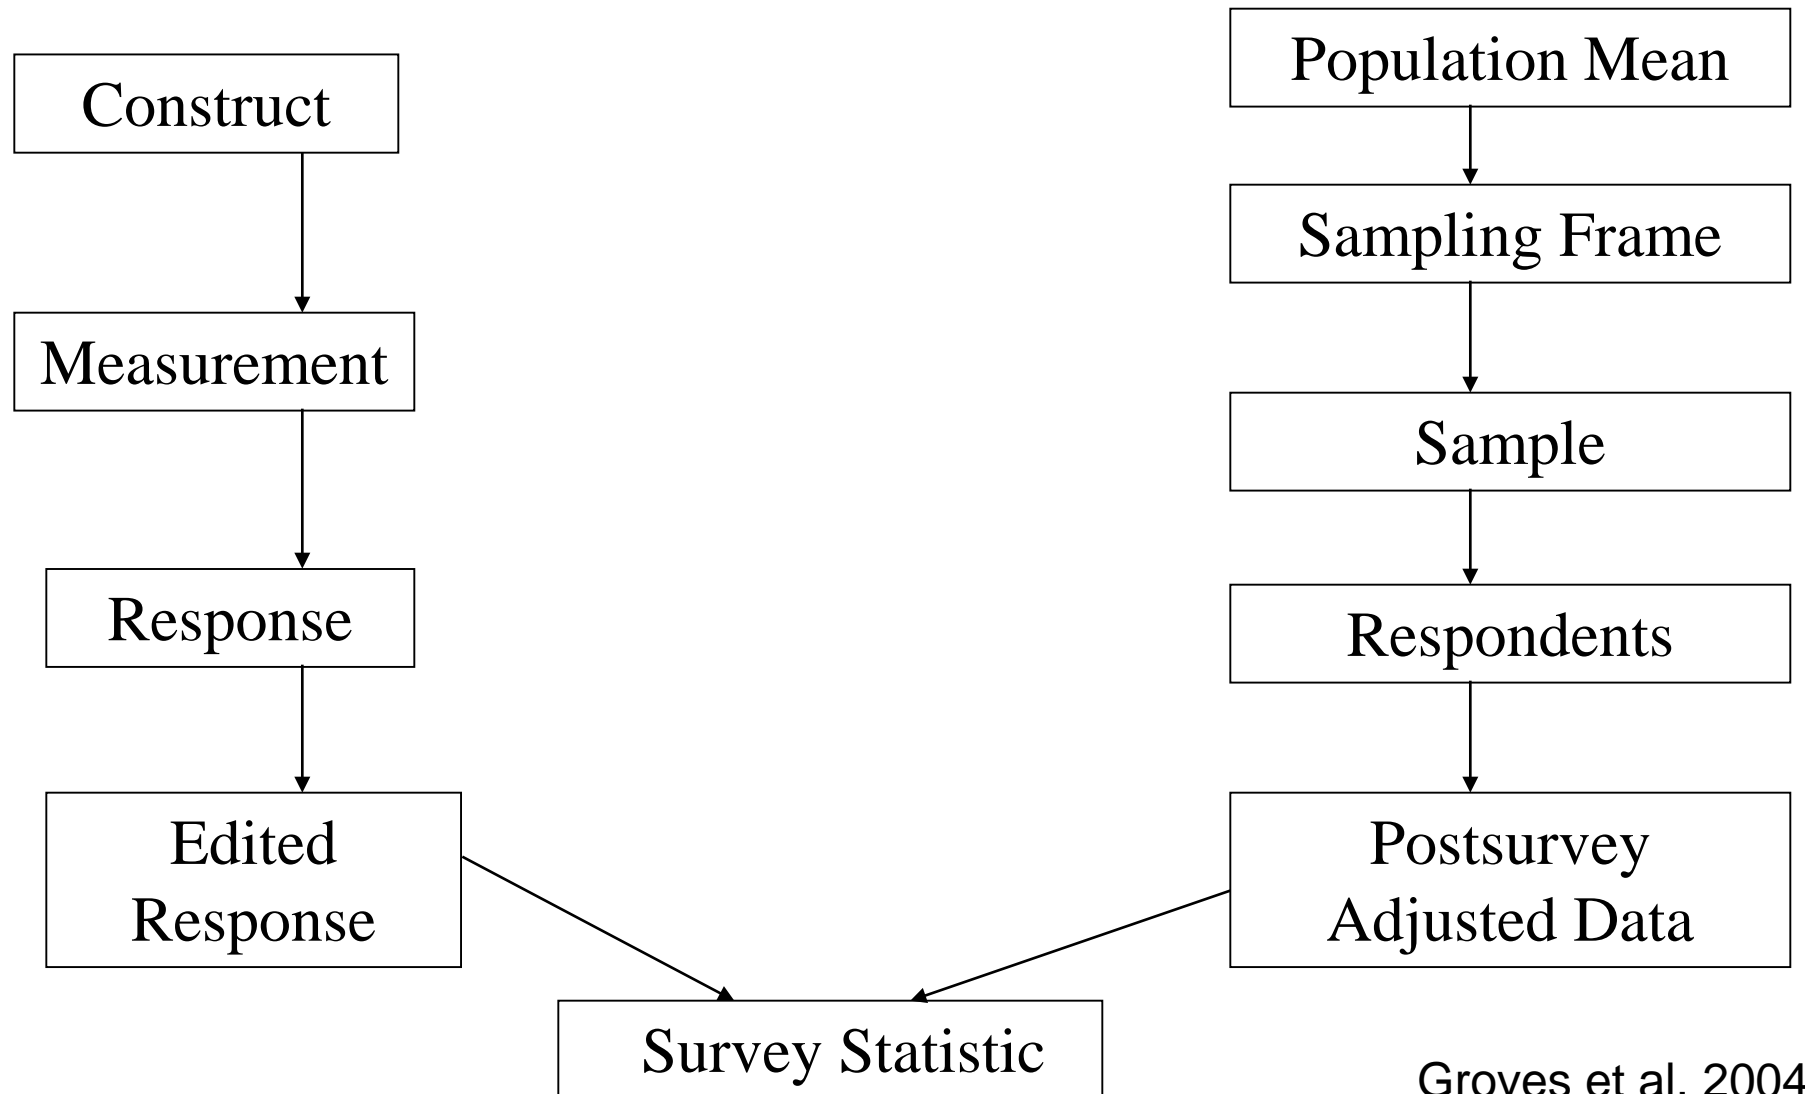 Construct
Measurement
Response
Edited
Response
Population Mean
Sampling Frame
Sample
Respondents
Postsurvey
Adjusted Data
Survey Statistic
Groves et al. 2004